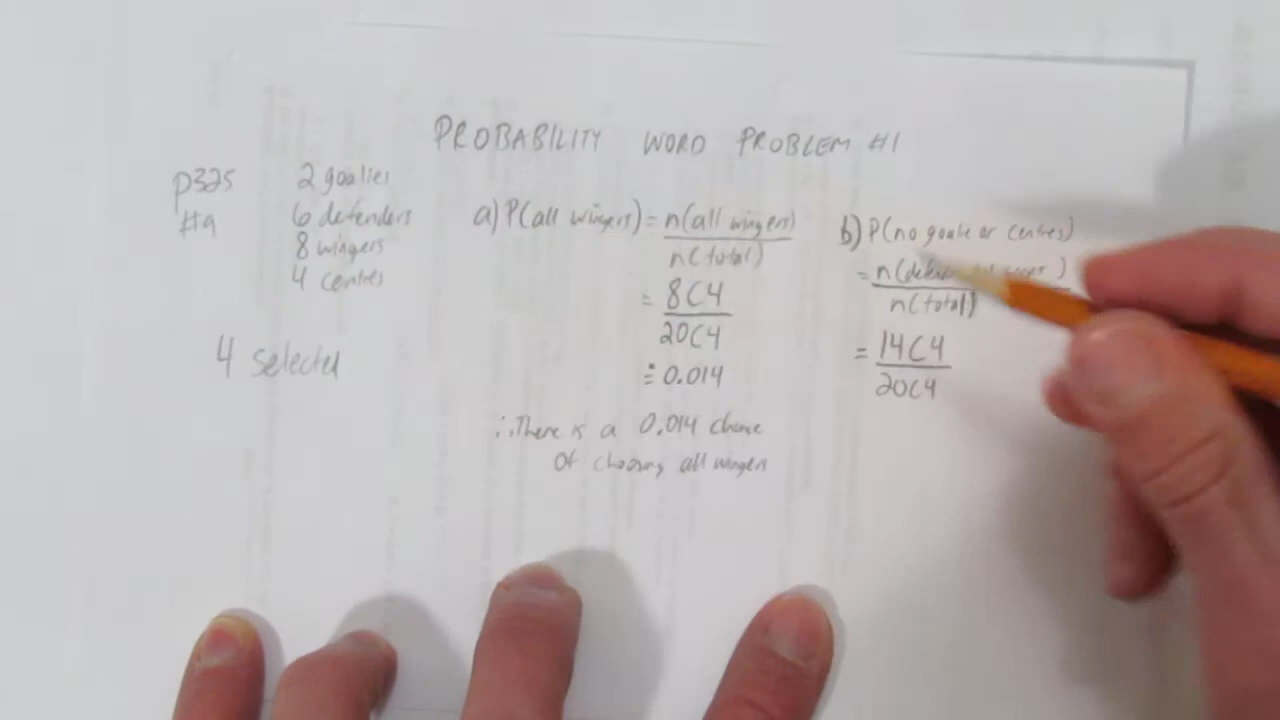 PROBABILITY WORD PROBLEM #1
p325
#9
2 goalies
6 defenders
8 wingers
4 centres
4 selected
a) P(all wingers) = n(all wingers)
n(total)
= 8C4
20C4
≐ 0.014
∴ There is a 0.014 chance
of choosing all wingers
b) P(no goalie or centres)
= n(
n(total)
= 14C4
20C4